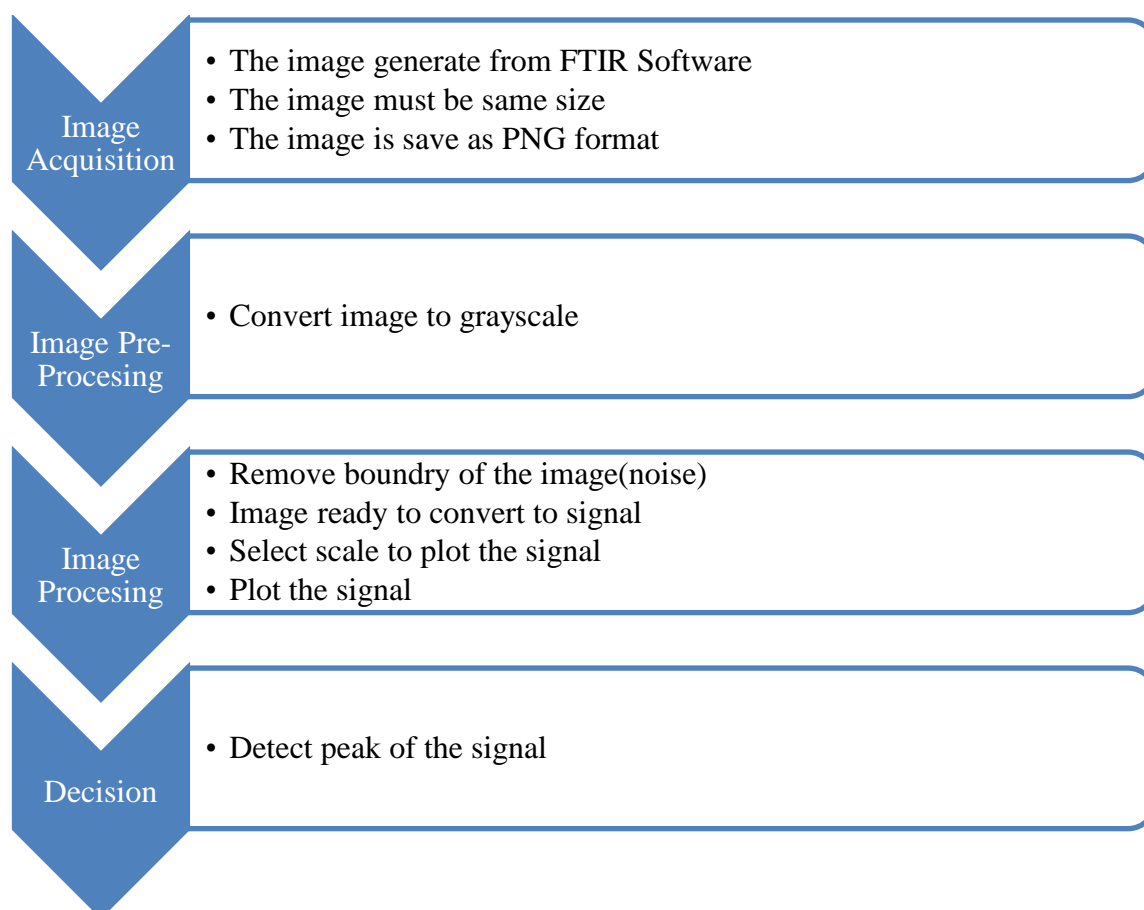 Image
Acquisition
• The image generate from FTIR Software
• The image must be same size
• The image is save as PNG format
Image Pre-
Procesing
• Convert image to grayscale
Image
Procesing
• Remove boundry of the image(noise)
• Image ready to convert to signal
• Select scale to plot the signal
• Plot the signal
Decision
• Detect peak of the signal